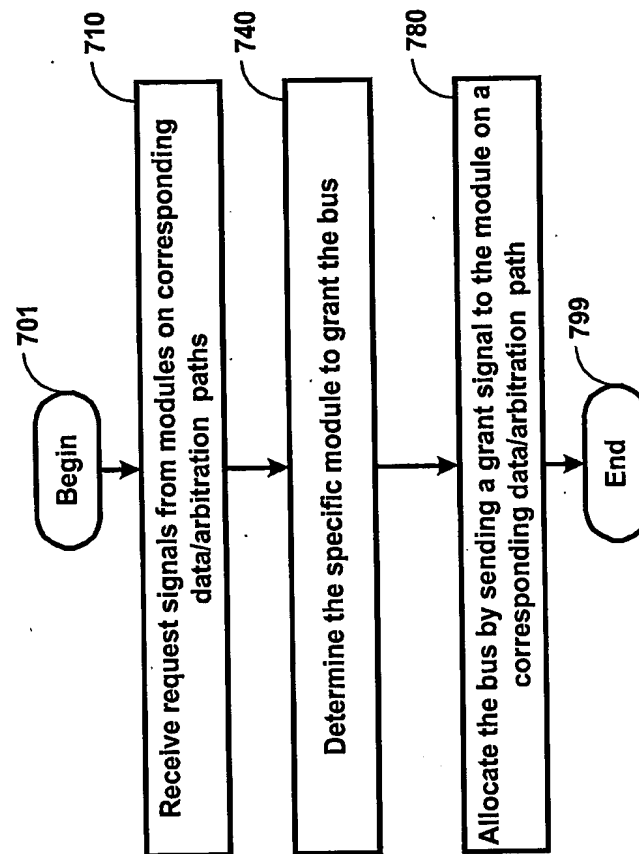 701
Begin
710
Receive request signals from modules on corresponding
data/arbitration paths
740
Determine the specific module to grant the bus
780
Allocate the bus by sending a grant signal to the module on a
corresponding data/arbitration path
799
End